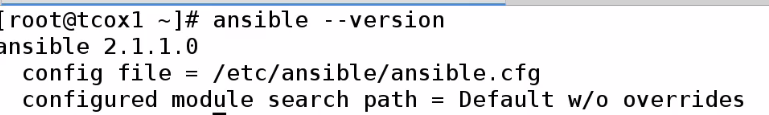 [root@tcox1 ~]# ansible --version
ansible 2.1.1.0
  config file = /etc/ansible/ansible.cfg
  configured module search path = Default w/o overrides